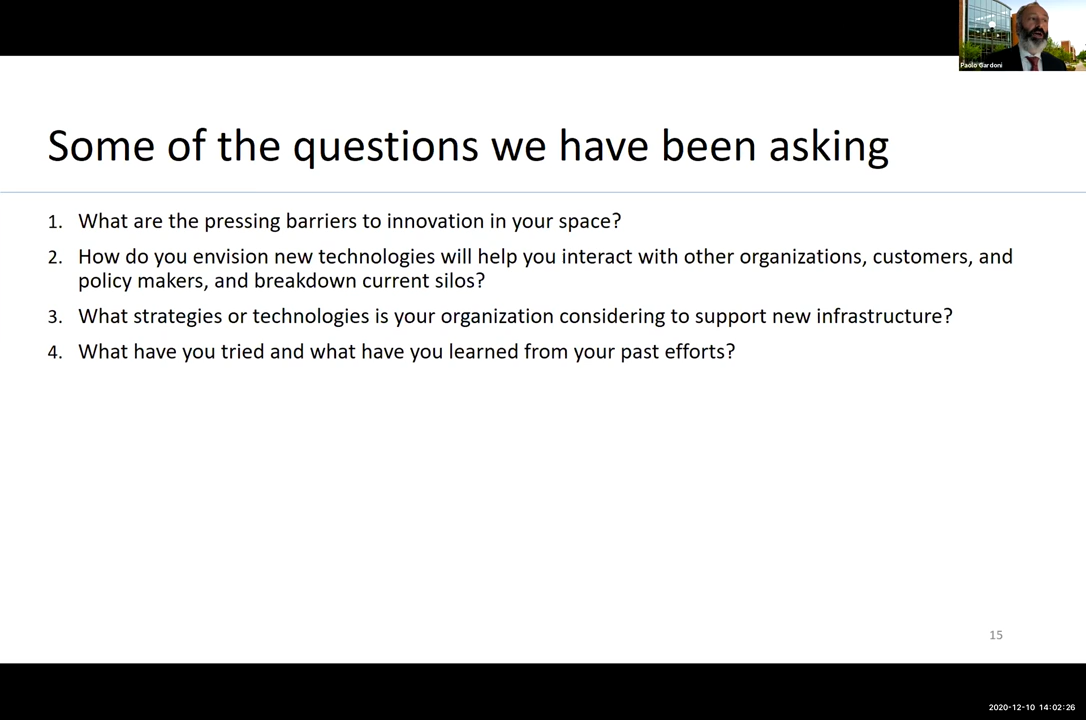 Paolo Gardoni
Some of the questions we have been asking
1. What are the pressing barriers to innovation in your space?
2. How do you envision new technologies will help you interact with other organizations, customers, and
policy makers, and breakdown current silos?
3. What strategies or technologies is your organization considering to support new infrastructure?
4. What have you tried and what have you learned from your past efforts?
15
2020-12-10 14:02:26